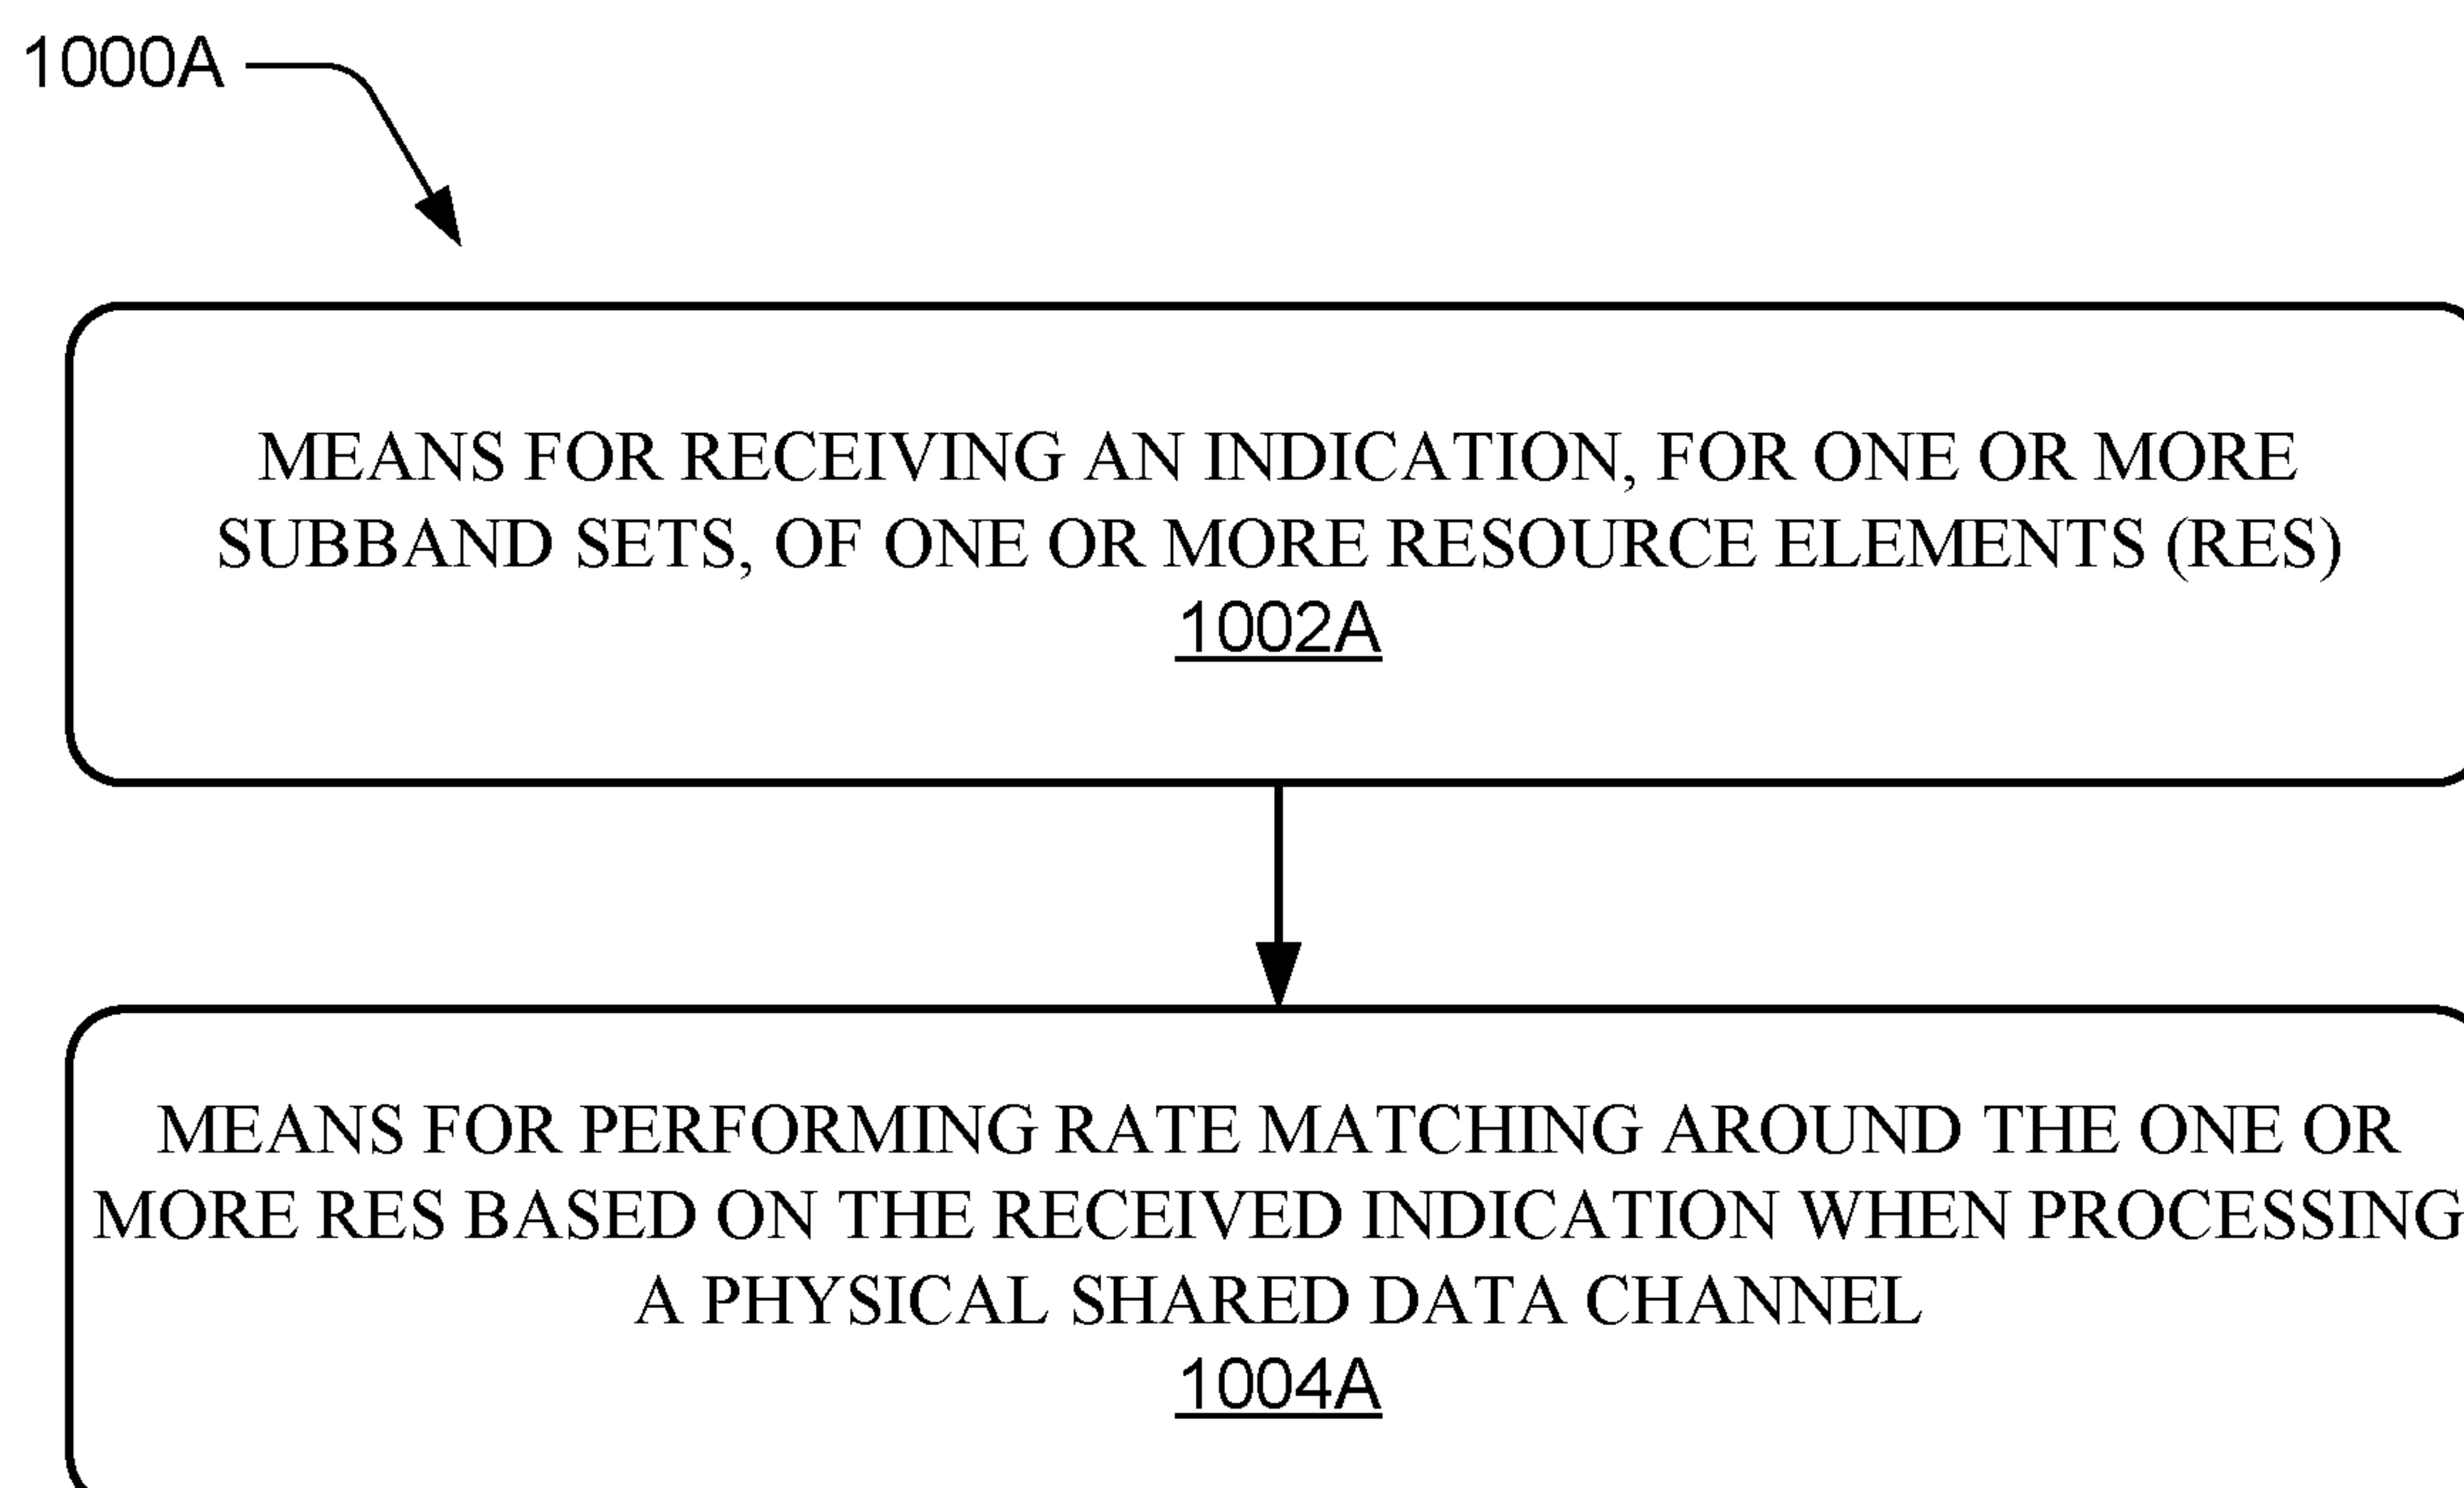 1000A
MEANS FOR RECEIVING AN INDICATION, FOR ONE OR MORE
SUBBAND SETS, OF ONE OR MORE RESOURCE ELEMENTS (RES)
1002A
MEANS FOR PERFORMING RATE MATCHING AROUND THE ONE OR
MORE RES BASED ON THE RECEIVED INDICATION WHEN PROCESSING
A PHYSICAL SHARED DATA CHANNEL
1004A